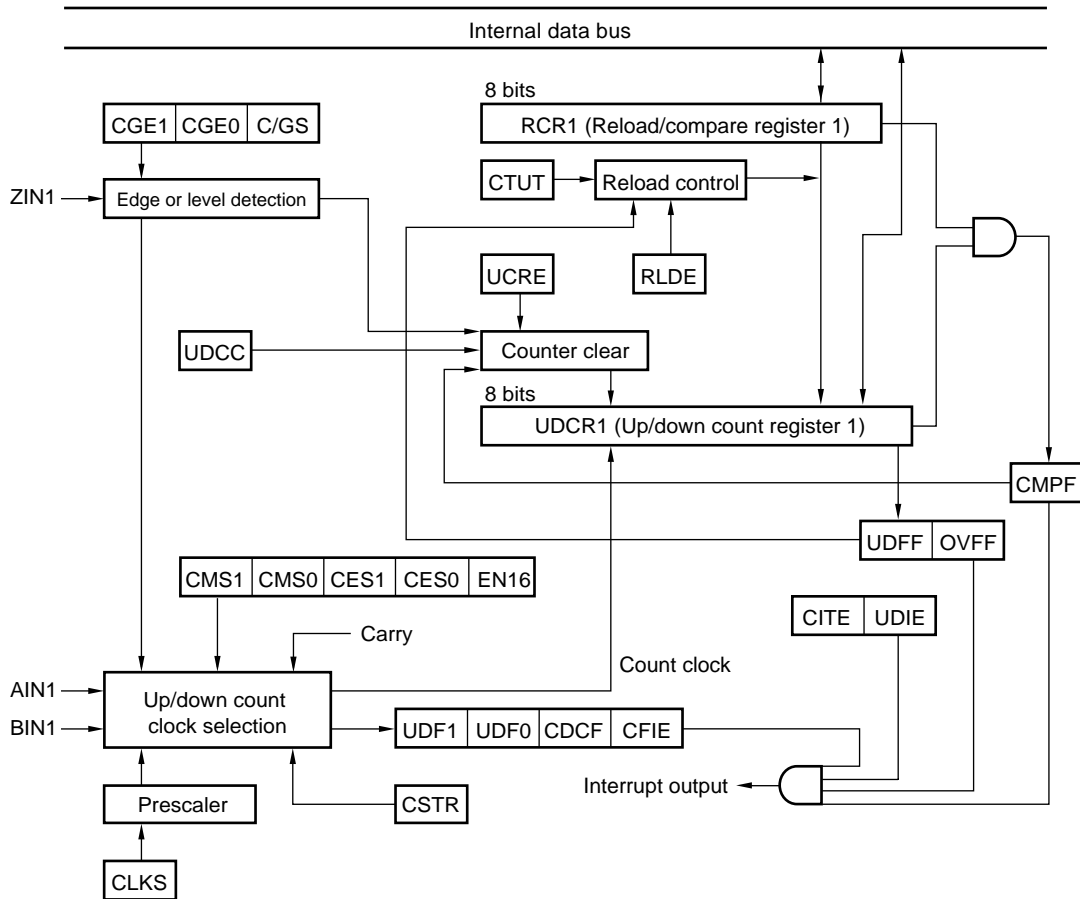 Internal data bus
8 bits
CGE1 CGE0 C/GS
RCR1 (Reload/compare register 1)
CTUT
Reload control
ZIN1
Edge or level detection
UCRE
RLDE
UDCC
Counter clear
8 bits
UDCR1 (Up/down count register 1)
CMPF
UDFF OVFF
CMS1 CMS0 CES1 CES0 EN16
CITE UDIE
Carry
Count clock
AIN1
BIN1
Up/down count
clock selection
UDF1 UDF0 CDCF CFIE
Interrupt output
Prescaler
CSTR
CLKS